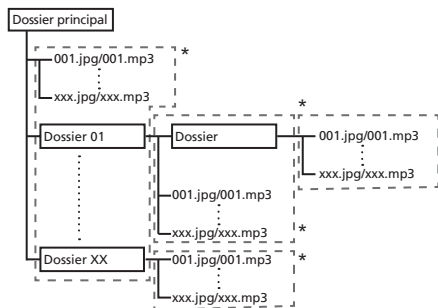 Dossier principal
001.jpg/001.mp3
*
xxx.jpg/xxx.mp3
*
Dossier 01
Dossier
001.jpg/001.mp3
xxx.jpg/xxx.mp3
001.jpg/001.mp3
xxx.jpg/xxx.mp3
*
Dossier XX
001.jpg/001.mp3
*
xxx.jpg/xxx.mp3